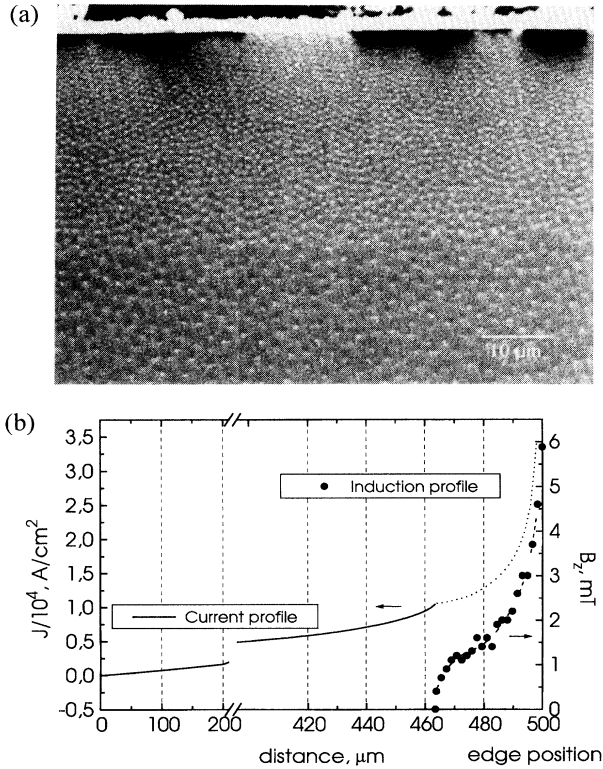 (a)
10 μm
(b)
3,5
3,0
2,5
2,0
1,5
1,0
0,5
0,0
-0,5
J/10⁴, A/cm²
Induction profile
Current profile
6
5
4
3
2
1
0
B_z, mT
0 100 200 420 440 460 480 500
distance, μm edge position